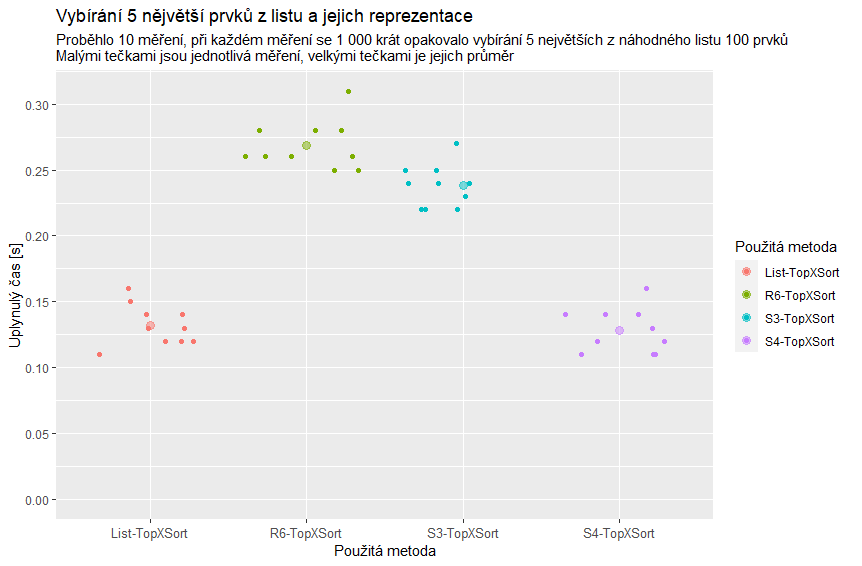 Vybírání 5 nějvětší prvků z listu a jejich reprezentace
Proběhlo 10 měření, při každém měření se 1 000 krát opakovalo vybírání 5 největších z náhodného listu 100 prvků
Malými tečkami jsou jednotlivá měření, velkými tečkami je jejich průměr
Uplynulý čas [s]
0.30
0.25
0.20
0.15
0.10
0.05
0.00
List-TopXSort
R6-TopXSort
S3-TopXSort
S4-TopXSort
Použitá metoda
Použitá metoda
List-TopXSort
R6-TopXSort
S3-TopXSort
S4-TopXSort